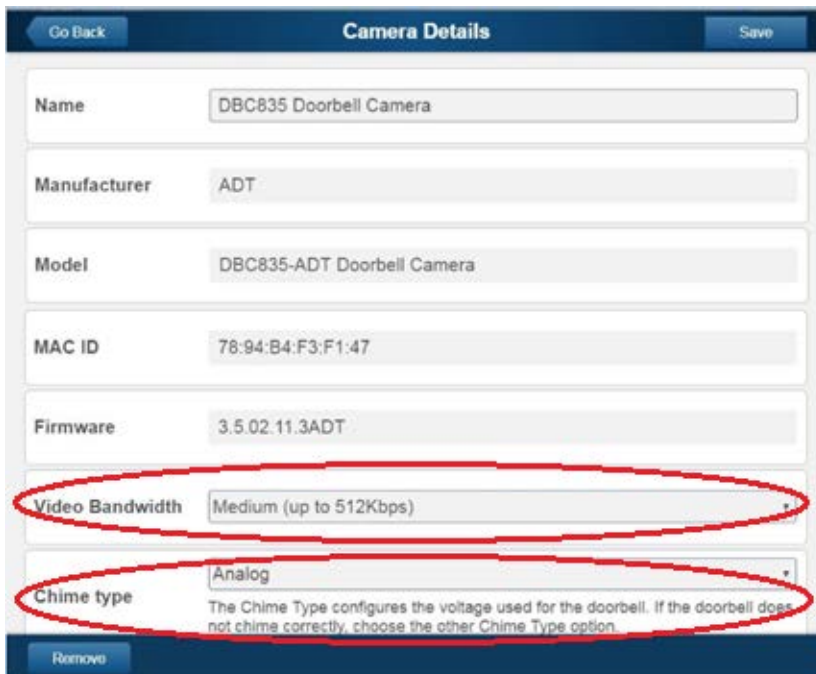 Go Back
Camera Details
Save
Name
DBC835 Doorbell Camera
Manufacturer
ADT
Model
DBC835-ADT Doorbell Camera
MAC ID
78:94:B4:F3:F1:47
Firmware
3.5.02.11.3ADT
Video Bandwidth
Medium (up to 512Kbps)
Chime type
Analog
The Chime Type configures the voltage used for the doorbell. If the doorbell does
not chime correctly, choose the other Chime Type option.
Remove